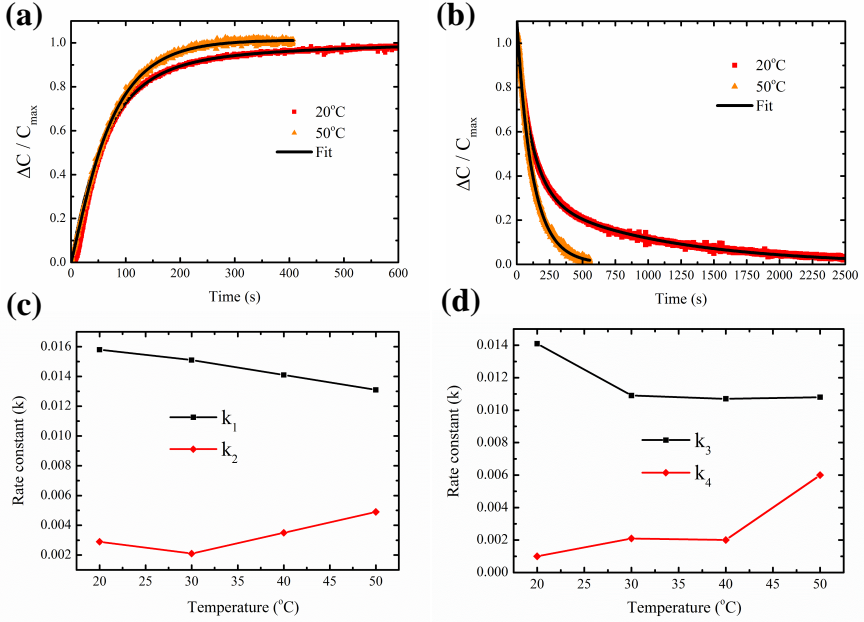 (a)
ΔC / Cmax
1.0
0.8
0.6
0.4
0.2
0.0
20°C
50°C
Fit
0 100 200 300 400 500 600
Time (s)
(b)
ΔC / Cmax
1.0
0.8
0.6
0.4
0.2
0.0
20°C
50°C
Fit
0 250 500 750 1000 1250 1500 1750 2000 2250 2500
Time (s)
(c)
Rate constant (k)
0.016
0.014
0.012
0.010
0.008
0.006
0.004
0.002
k1
k2
20 25 30 35 40 45 50
Temperature (°C)
(d)
Rate constant (k)
0.014
0.012
0.010
0.008
0.006
0.004
0.002
0.000
k3
k4
20 25 30 35 40 45 50
Temperature (°C)